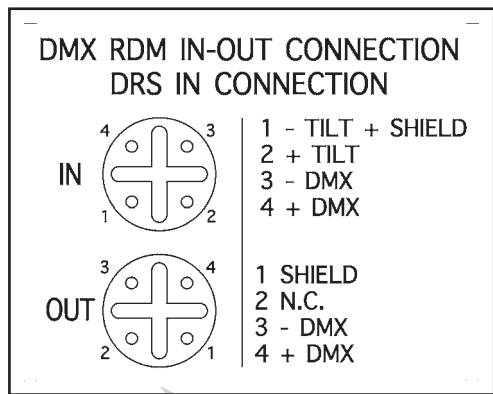 DMX RDM IN-OUT CONNECTION
DRS IN CONNECTION
4 3
IN
1 2
1 - TILT + SHIELD
2 + TILT
3 - DMX
4 + DMX
3 4
OUT
2 1
1 SHIELD
2 N.C.
3 - DMX
4 + DMX